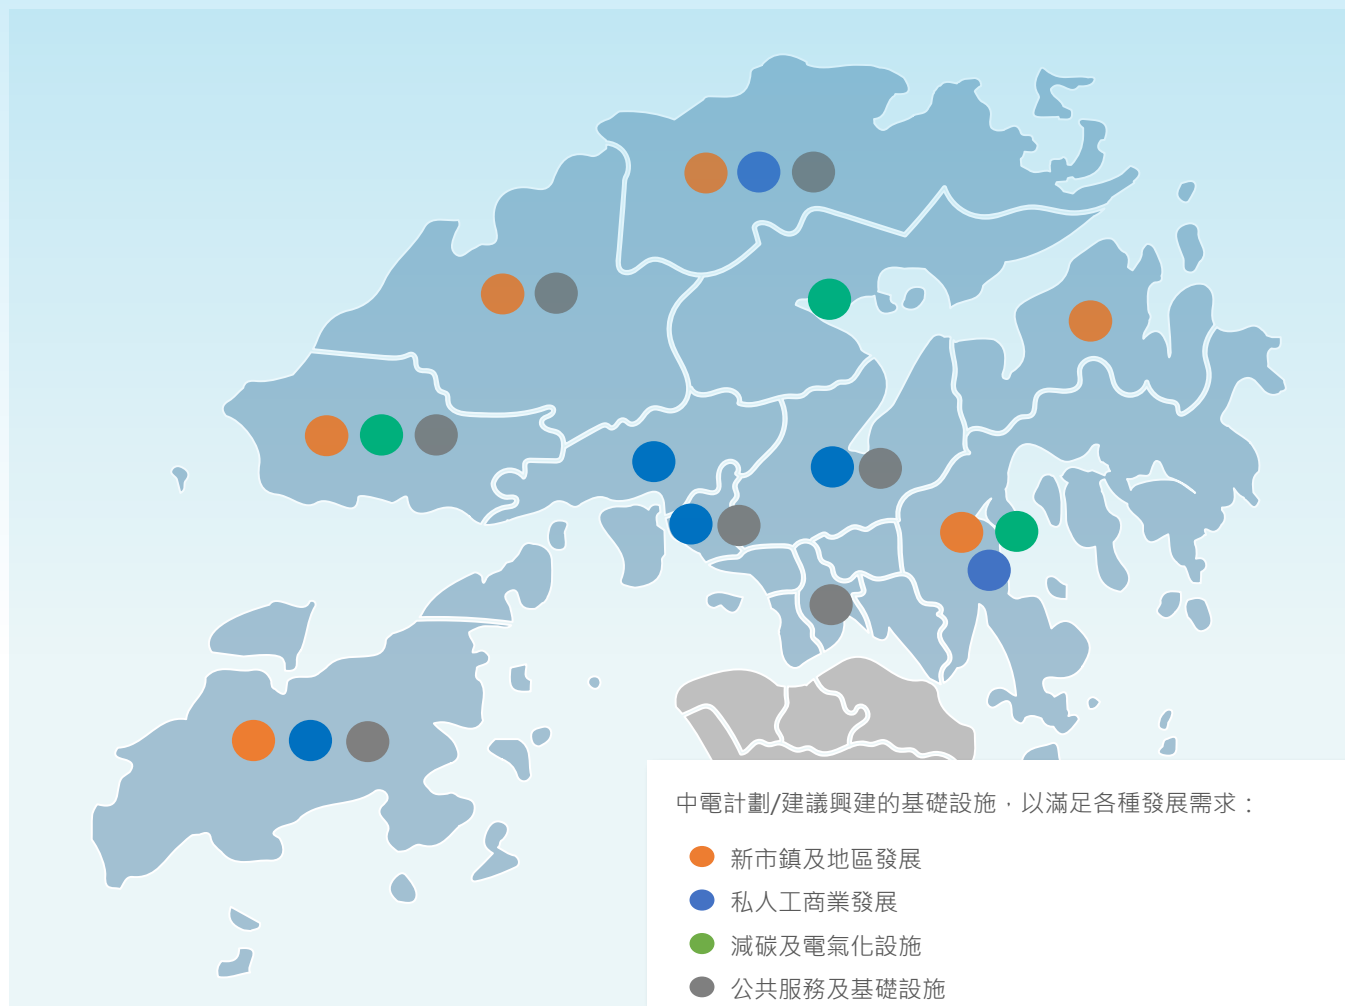 中電計劃/建議興建的基礎設施，以滿足各種發展需求：
新市鎮及地區發展
私人工商業發展
減碳及電氣化設施
公共服務及基礎設施